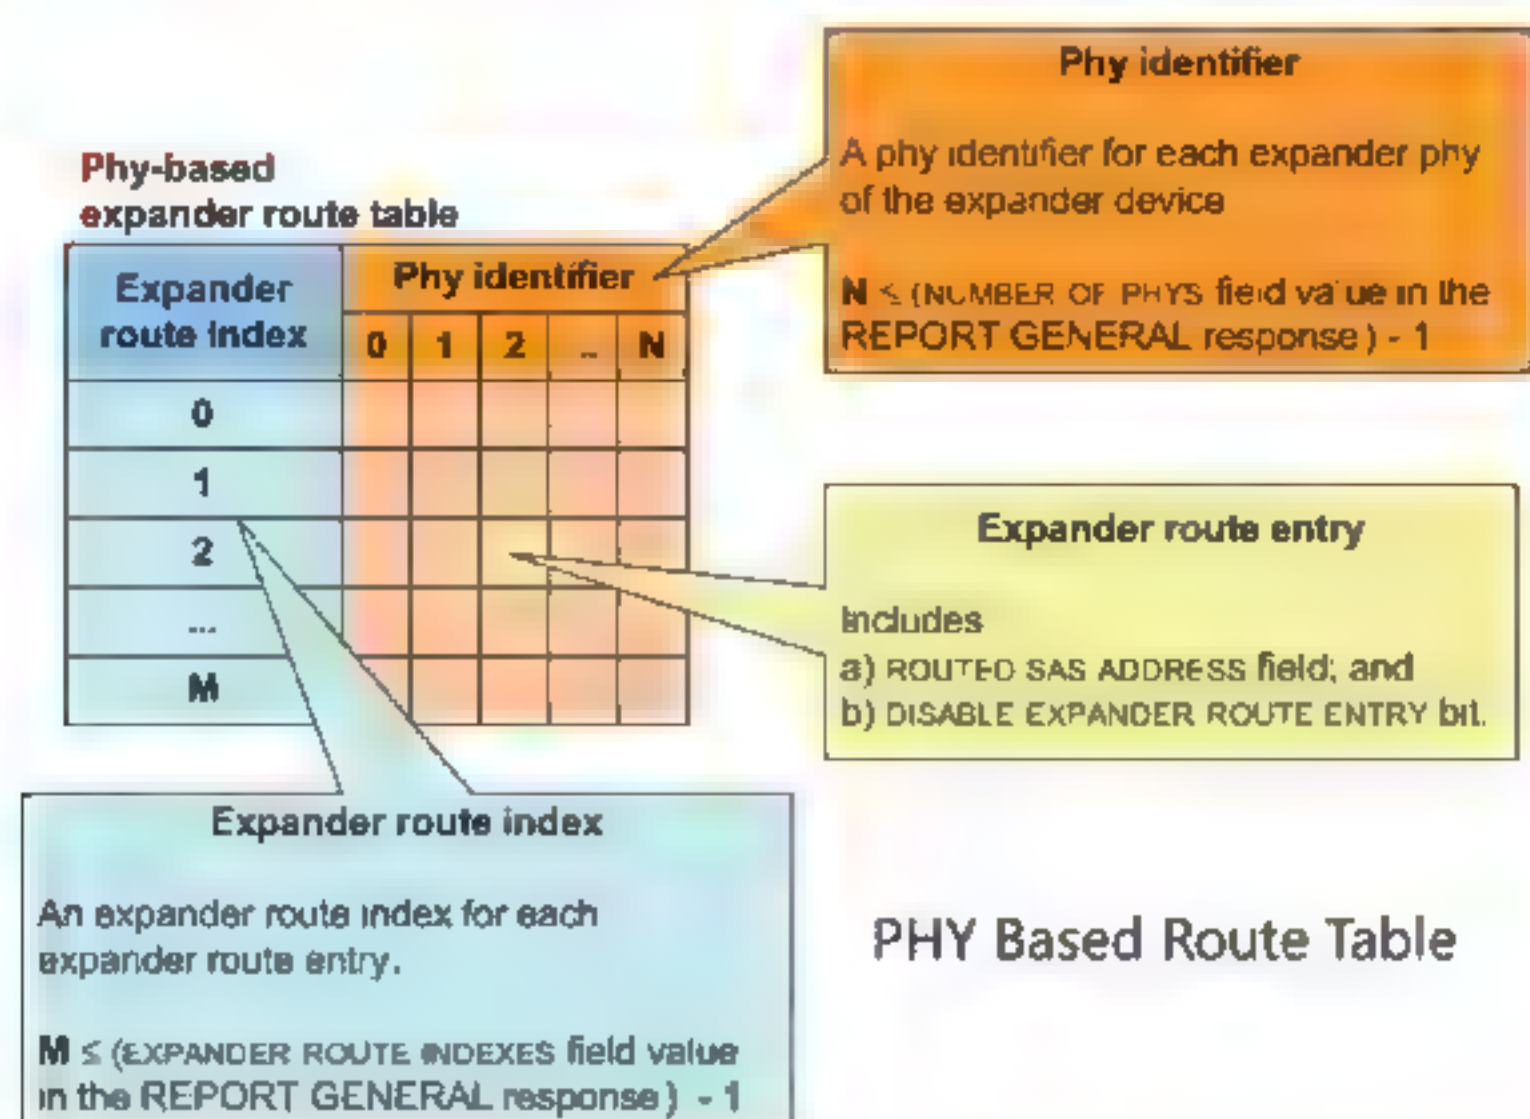 Phy-based
expander route table
Expander
route index
Phy identifier
0 1 2 .. N
0
1
2
...
M
Phy identifier
A phy identifier for each expander phy
of the expander device
N ≤ (NUMBER OF PHYS field value in the
REPORT GENERAL response) - 1
Expander route entry
Includes
a) ROUTED SAS ADDRESS field; and
b) DISABLE EXPANDER ROUTE ENTRY bit.
Expander route index
An expander route index for each
expander route entry.
M ≤ (EXPANDER ROUTE INDEXES field value
in the REPORT GENERAL response) - 1
PHY Based Route Table